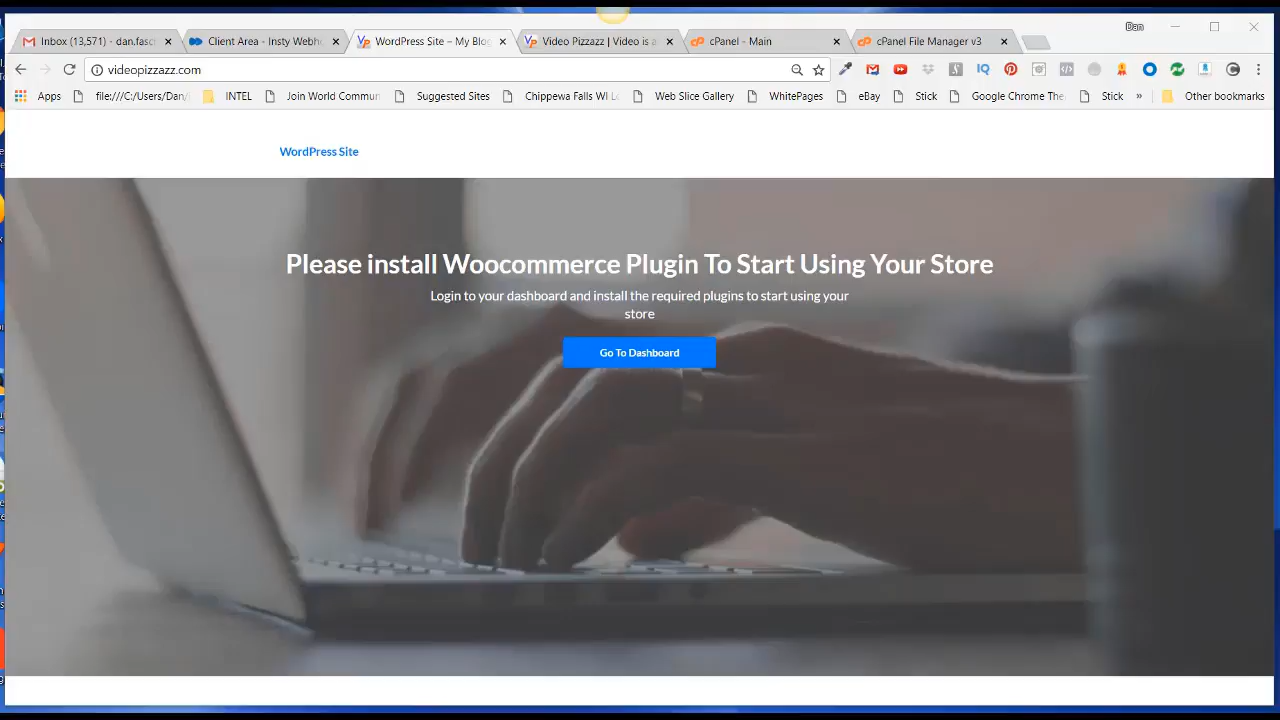 Dan
Inbox (13,571) - dan.fasc
Client Area - Insty Webh
WordPress Site – My Blog
Video Pizzazz | Video is a
cPanel - Main
cPanel File Manager v3
videopizzazz.com
Apps
file:///C:/Users/Dan/
INTEL
Join World Commun
Suggested Sites
Chippewa Falls WI Lo
Web Slice Gallery
WhitePages
eBay
Stick
Google Chrome The
Stick
»
Other bookmarks
WordPress Site
Please install Woocommerce Plugin To Start Using Your Store
Login to your dashboard and install the required plugins to start using your
store
Go To Dashboard